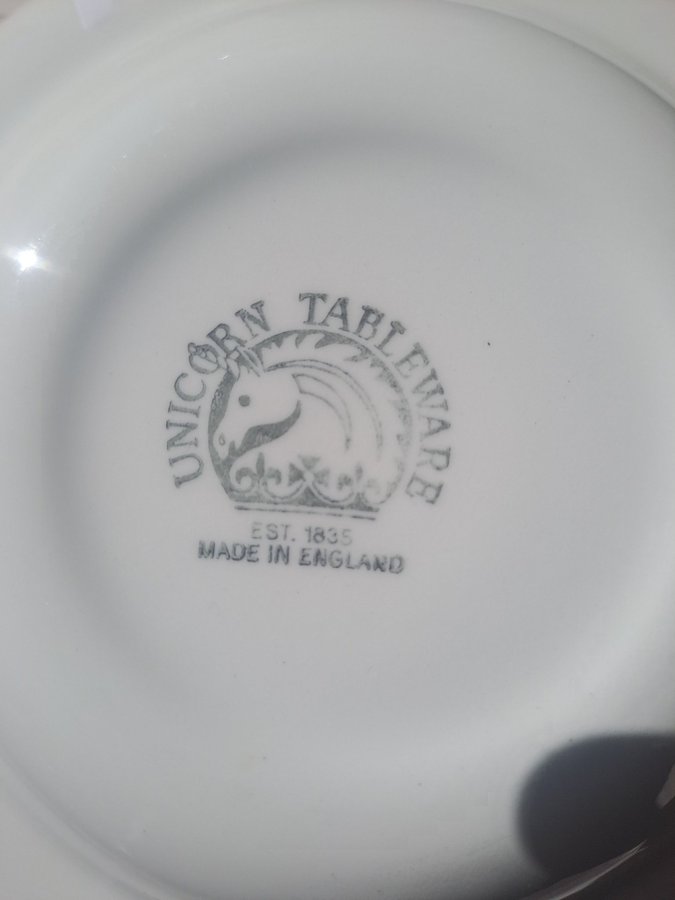 UNICORN TABLEWARE
EST. 1835
MADE IN ENGLAND